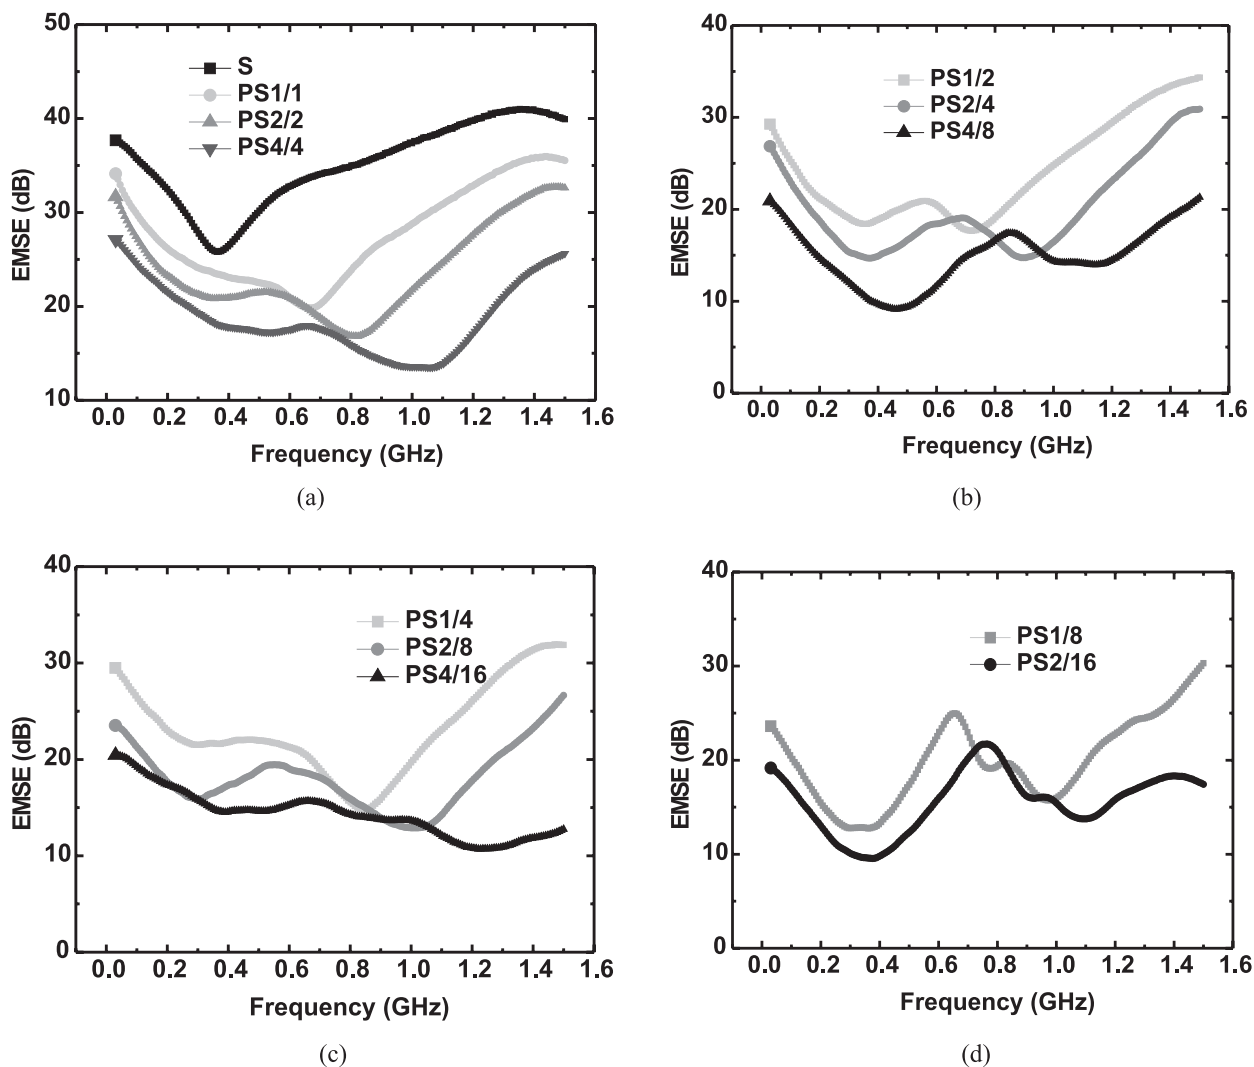 50
40
30
20
10
EMSE (dB)
S
PS1/1
PS2/2
PS4/4
0.0 0.2 0.4 0.6 0.8 1.0 1.2 1.4 1.6
Frequency (GHz)
(a)
40
30
20
10
0
EMSE (dB)
PS1/2
PS2/4
PS4/8
0.0 0.2 0.4 0.6 0.8 1.0 1.2 1.4 1.6
Frequency (GHz)
(b)
40
30
20
10
0
EMSE (dB)
PS1/4
PS2/8
PS4/16
0.0 0.2 0.4 0.6 0.8 1.0 1.2 1.4 1.6
Frequency (GHz)
(c)
40
30
20
10
0
EMSE (dB)
PS1/8
PS2/16
0.0 0.2 0.4 0.6 0.8 1.0 1.2 1.4 1.6
Frequency (GHz)
(d)